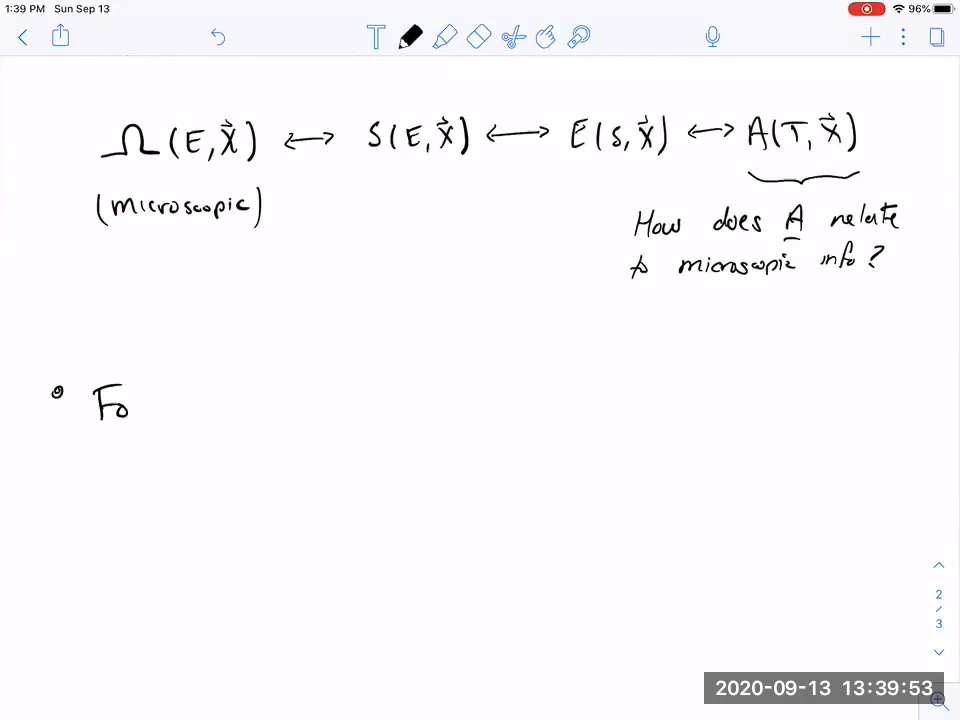 1:39 PM Sun Sep 13
96%
Ω(E, X⃗) ⟷ S(E, X⃗) ⟷ E(S, X⃗) ⟷ A(T, X⃗)
(microscopic)
How does A relate
to microscopic info?
• Fo
2
/
3
2020-09-13 13:39:53